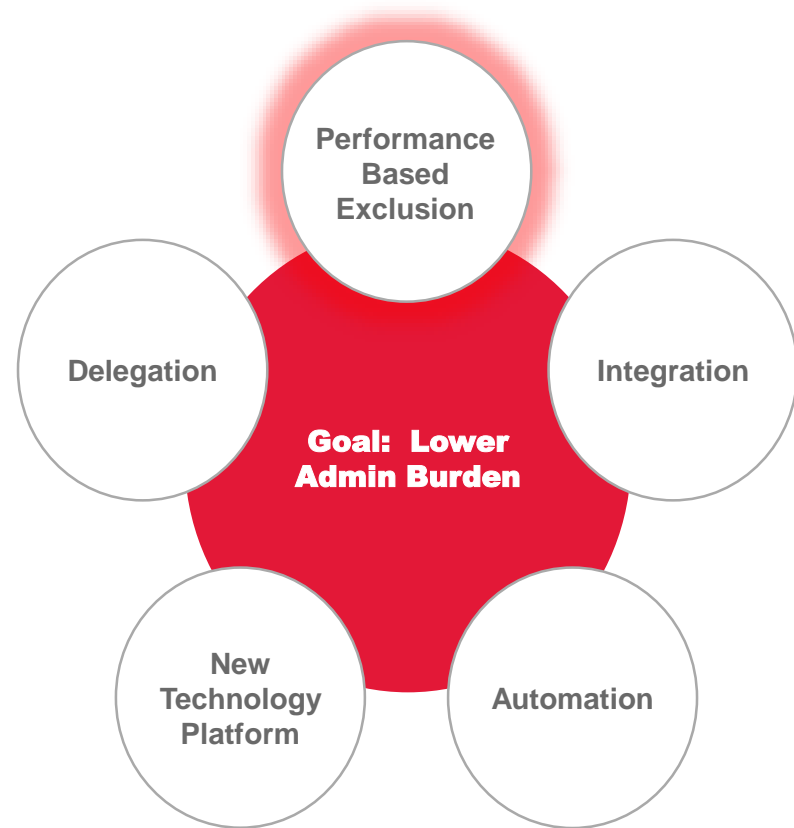 Performance
Based
Exclusion
Delegation
Integration
Goal: Lower
Admin Burden
New
Technology
Platform
Automation